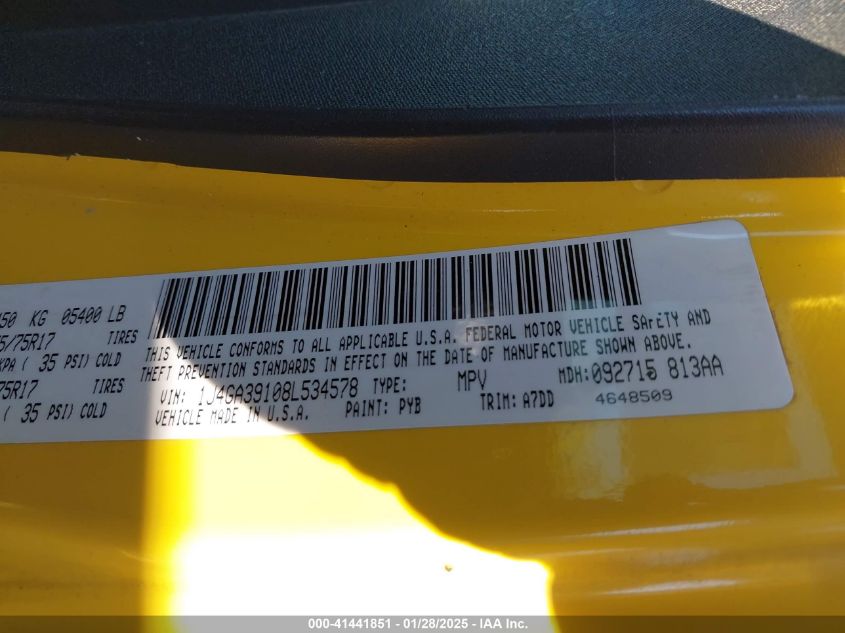 450 KG 05400 LB
5/75R17 TIRES
KPA ( 35 PSI) COLD
75R17 TIRES
( 35 PSI) COLD
THIS VEHICLE CONFORMS TO ALL APPLICABLE U.S.A. FEDERAL MOTOR VEHICLE SAFETY AND
THEFT PREVENTION STANDARDS IN EFFECT ON THE DATE OF MANUFACTURE SHOWN ABOVE.
VIN: 1J4GA39108L534578 TYPE: MPV MDH:092715 813AA
VEHICLE MADE IN U.S.A. PAINT: PYB TRIM: A7DD 4648509
000-41441851 | 01/28/2025 | IAA Inc.